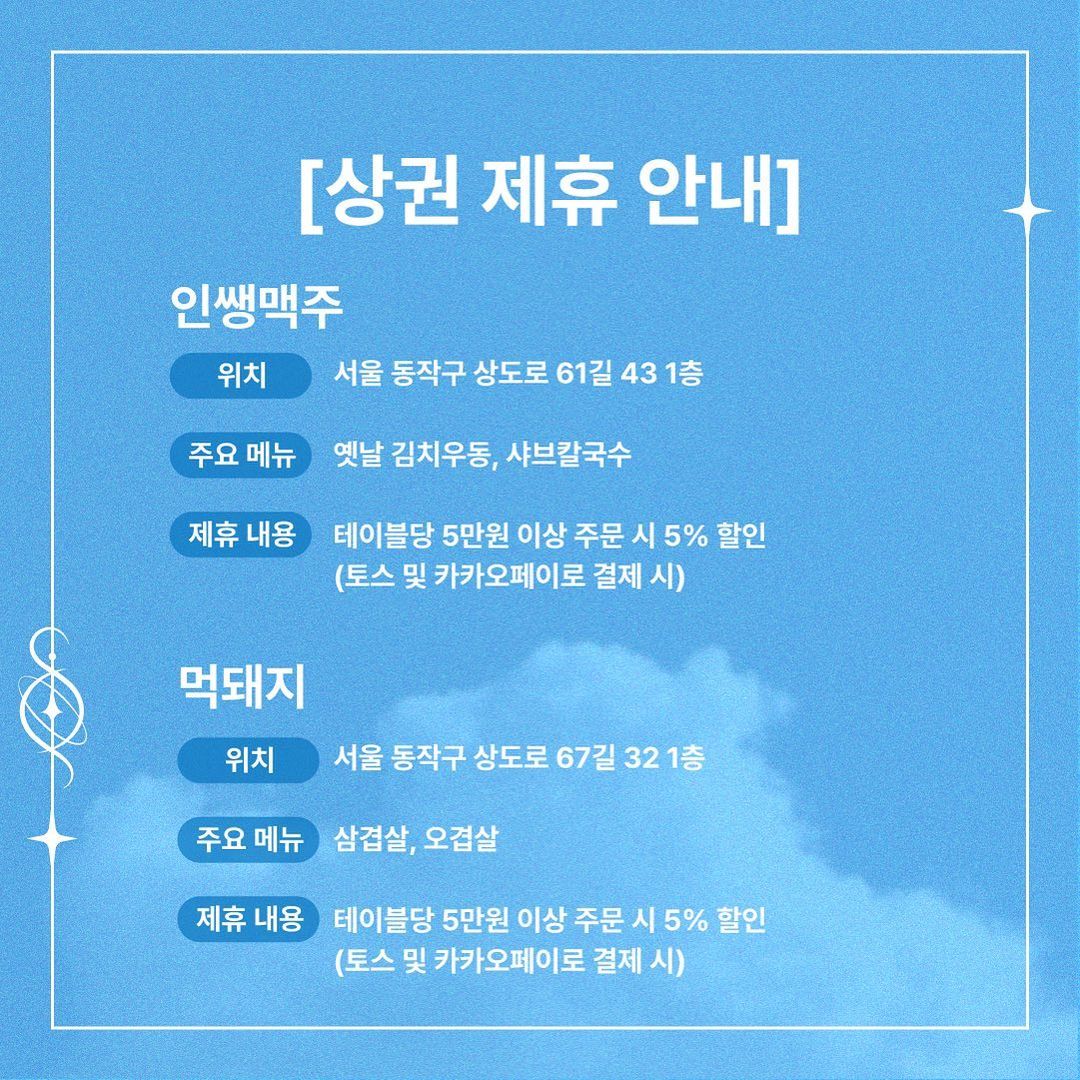 [상권 제휴 안내]
인쌩맥주
위치 서울 동작구 상도로 61길 43 1층
주요 메뉴 옛날 김치우동, 샤브칼국수
제휴 내용 테이블당 5만원 이상 주문 시 5% 할인
(토스 및 카카오페이로 결제 시)
먹돼지
위치 서울 동작구 상도로 67길 32 1층
주요 메뉴 삼겹살, 오겹살
제휴 내용 테이블당 5만원 이상 주문 시 5% 할인
(토스 및 카카오페이로 결제 시)